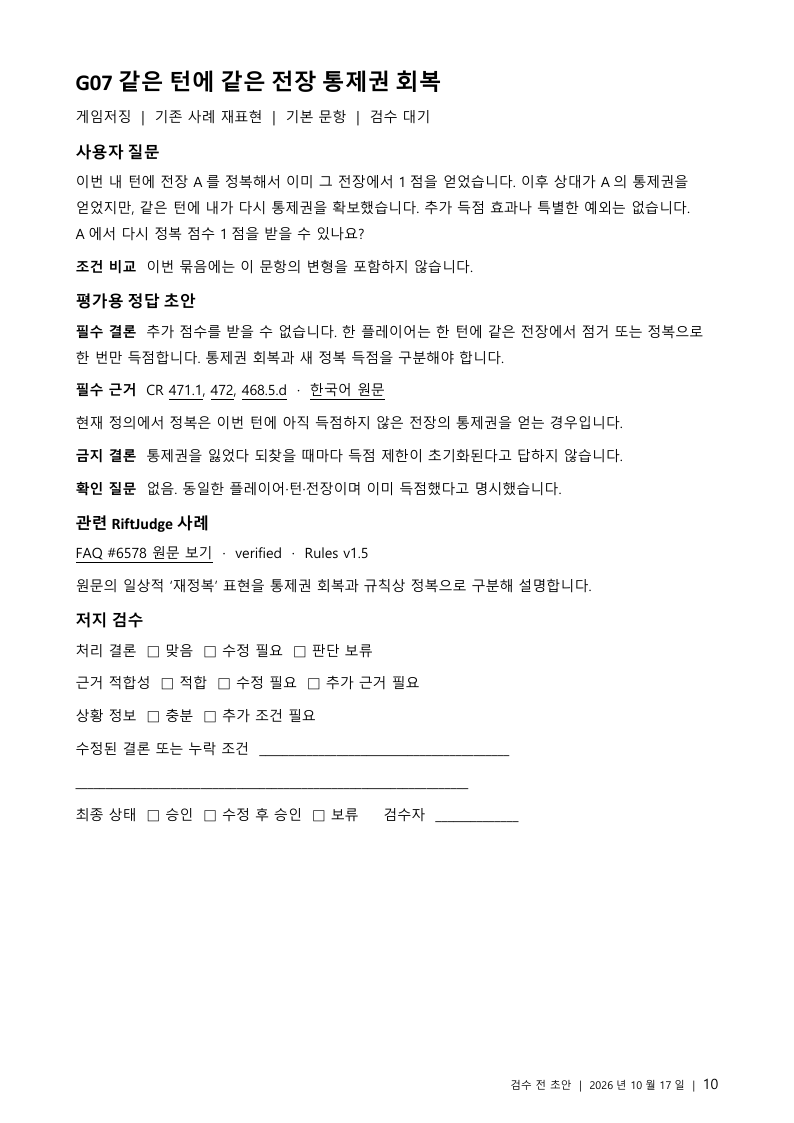 G07 같은 턴에 같은 전장 통제권 회복
게임저징 | 기존 사례 재표현 | 기본 문항 | 검수 대기
사용자 질문
이번 내 턴에 전장 A 를 정복해서 이미 그 전장에서 1 점을 얻었습니다. 이후 상대가 A 의 통제권을
얻었지만, 같은 턴에 내가 다시 통제권을 확보했습니다. 추가 득점 효과나 특별한 예외는 없습니다.
A 에서 다시 정복 점수 1 점을 받을 수 있나요?
조건 비교 이번 묶음에는 이 문항의 변형을 포함하지 않습니다.
평가용 정답 초안
필수 결론 추가 점수를 받을 수 없습니다. 한 플레이어는 한 턴에 같은 전장에서 점거 또는 정복으로
한 번만 득점합니다. 통제권 회복과 새 정복 득점을 구분해야 합니다.
필수 근거 CR 471.1, 472, 468.5.d · 한국어 원문
현재 정의에서 정복은 이번 턴에 아직 득점하지 않은 전장의 통제권을 얻는 경우입니다.
금지 결론 통제권을 잃었다 되찾을 때마다 득점 제한이 초기화된다고 답하지 않습니다.
확인 질문 없음. 동일한 플레이어·턴·전장이며 이미 득점했다고 명시했습니다.
관련 RiftJudge 사례
FAQ #6578 원문 보기 · verified · Rules v1.5
원문의 일상적 ‘재정복’ 표현을 통제권 회복과 규칙상 정복으로 구분해 설명합니다.
저지 검수
처리 결론 □ 맞음 □ 수정 필요 □ 판단 보류
근거 적합성 □ 적합 □ 수정 필요 □ 추가 근거 필요
상황 정보 □ 충분 □ 추가 조건 필요
수정된 결론 또는 누락 조건 ______________________________________
____________________________________________________________
최종 상태 □ 승인 □ 수정 후 승인 □ 보류 검수자 _____________
검수 전 초안 | 2026 년 10 월 17 일 | 10